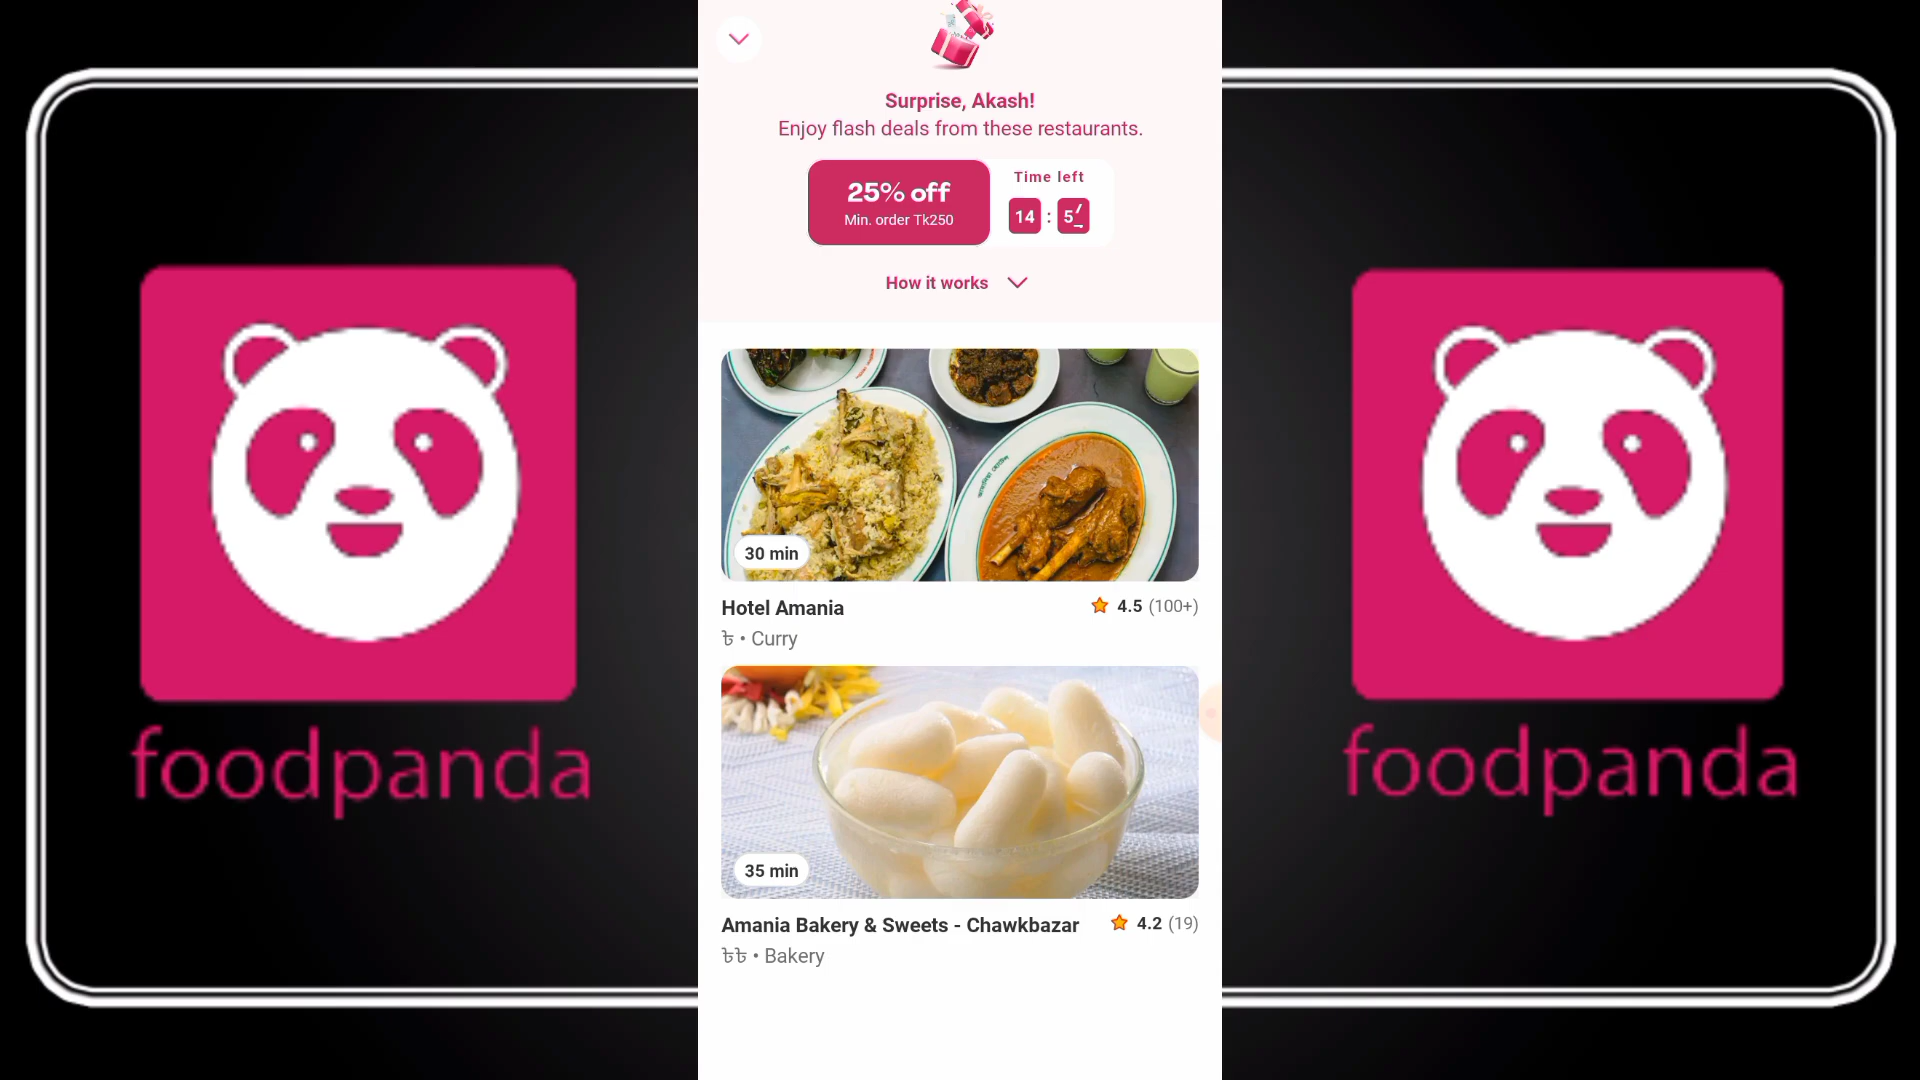 Surprise, Akash!
Enjoy flash deals from these restaurants.
25% off
Min. order Tk250
Time left
14 : 5
How it works
30 min
Hotel Amania
4.5 (100+)
৳ • Curry
35 min
Amania Bakery & Sweets - Chawkbazar
4.2 (19)
৳৳ • Bakery
foodpanda
foodpanda